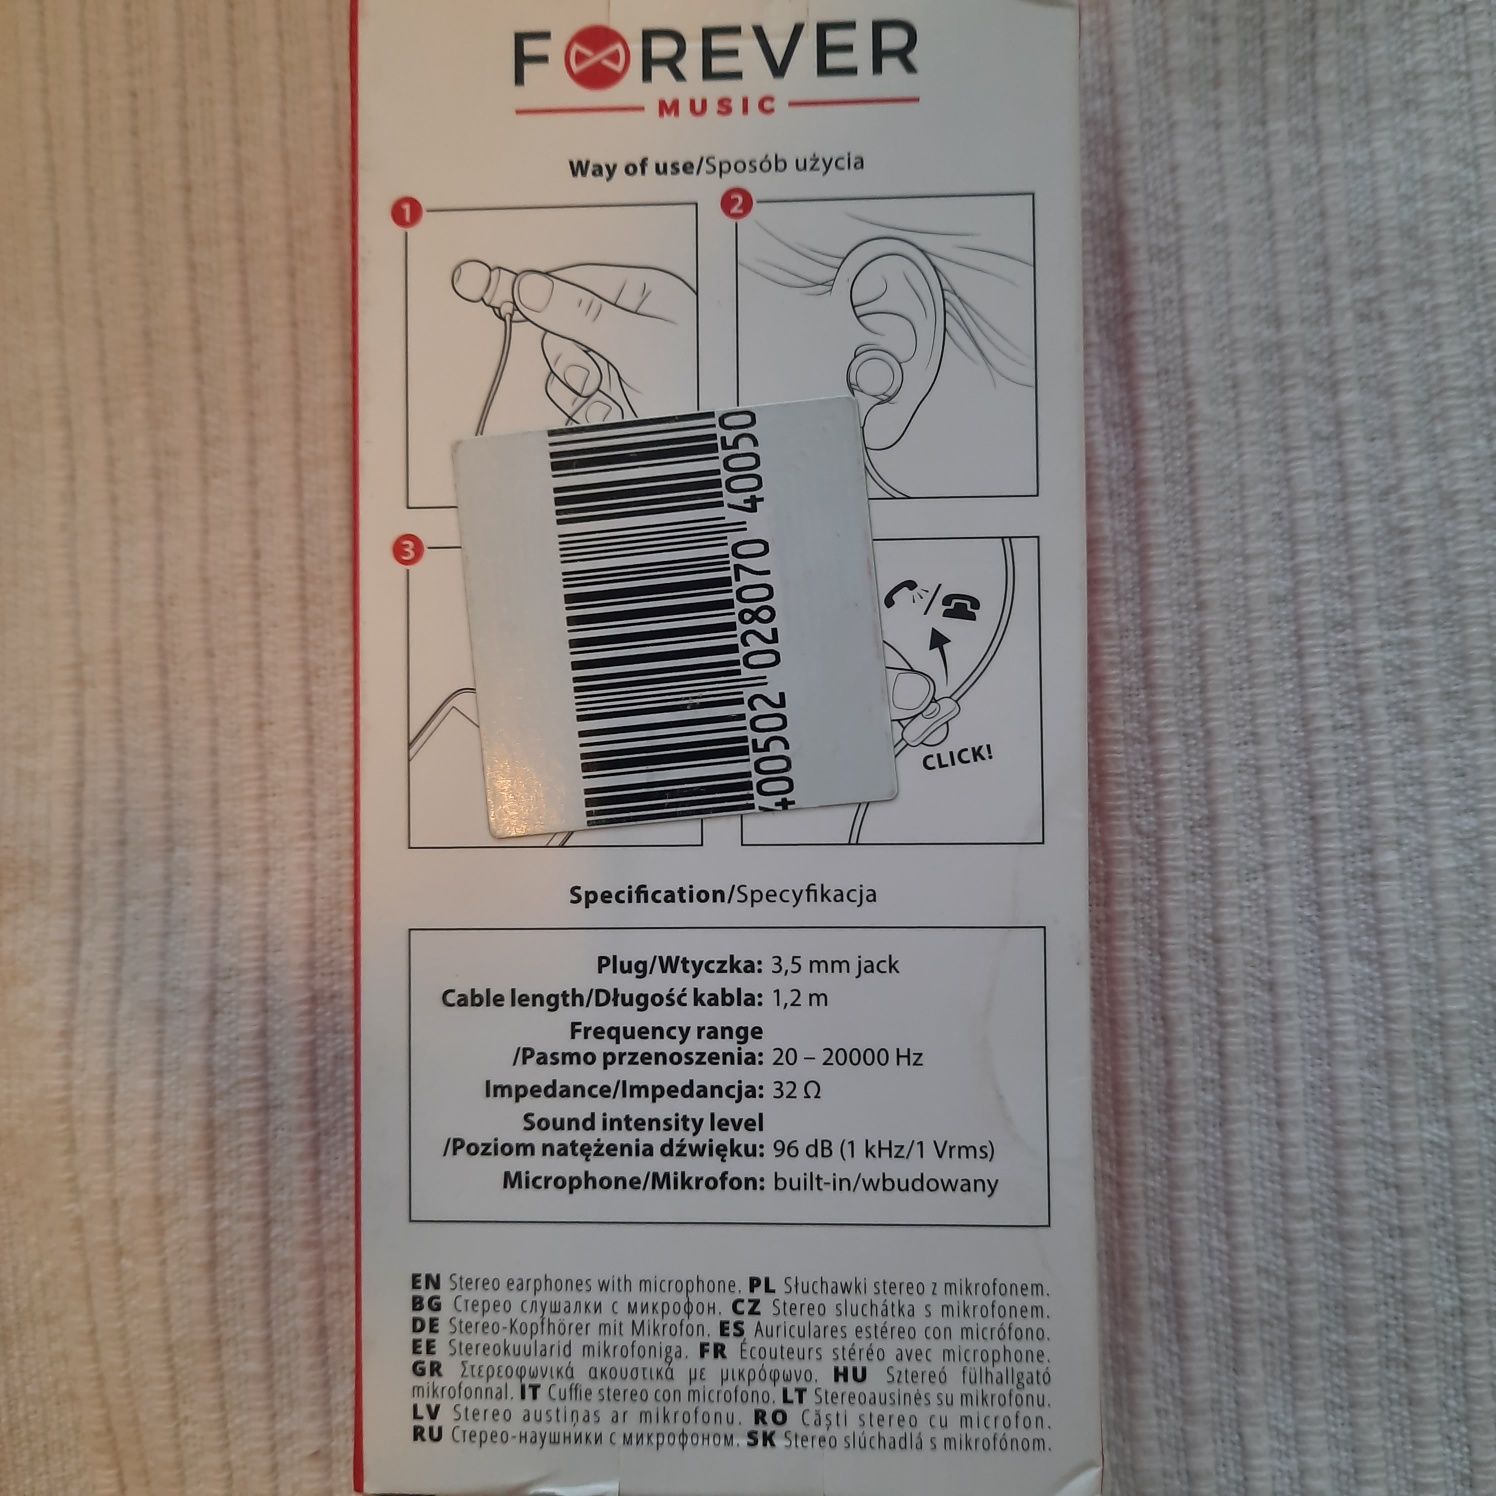 FOREVER
MUSIC
Way of use/Sposób użycia
1
2
3
400502 028070 40050
CLICK!
Specification/Specyfikacja
Plug/Wtyczka: 3,5 mm jack
Cable length/Długość kabla: 1,2 m
Frequency range
/Pasmo przenoszenia: 20 – 20000 Hz
Impedance/Impedancja: 32 Ω
Sound intensity level
/Poziom natężenia dźwięku: 96 dB (1 kHz/1 Vrms)
Microphone/Mikrofon: built-in/wbudowany
EN Stereo earphones with microphone. PL Słuchawki stereo z mikrofonem.
BG Стерео слушалки с микрофон. CZ Stereo sluchátka s mikrofonem.
DE Stereo-Kopfhörer mit Mikrofon. ES Auriculares estéreo con micrófono.
EE Stereokuularid mikrofoniga. FR Écouteurs stéréo avec microphone.
GR Στερεοφωνικά ακουστικά με μικρόφωνο. HU Sztereó fülhallgató
mikrofonnal. IT Cuffie stereo con microfono. LT Stereoausinės su mikrofonu.
LV Stereo austiņas ar mikrofonu. RO Căști stereo cu microfon.
RU Стерео-наушники с микрофоном. SK Stereo slúchadlá s mikrofónom.